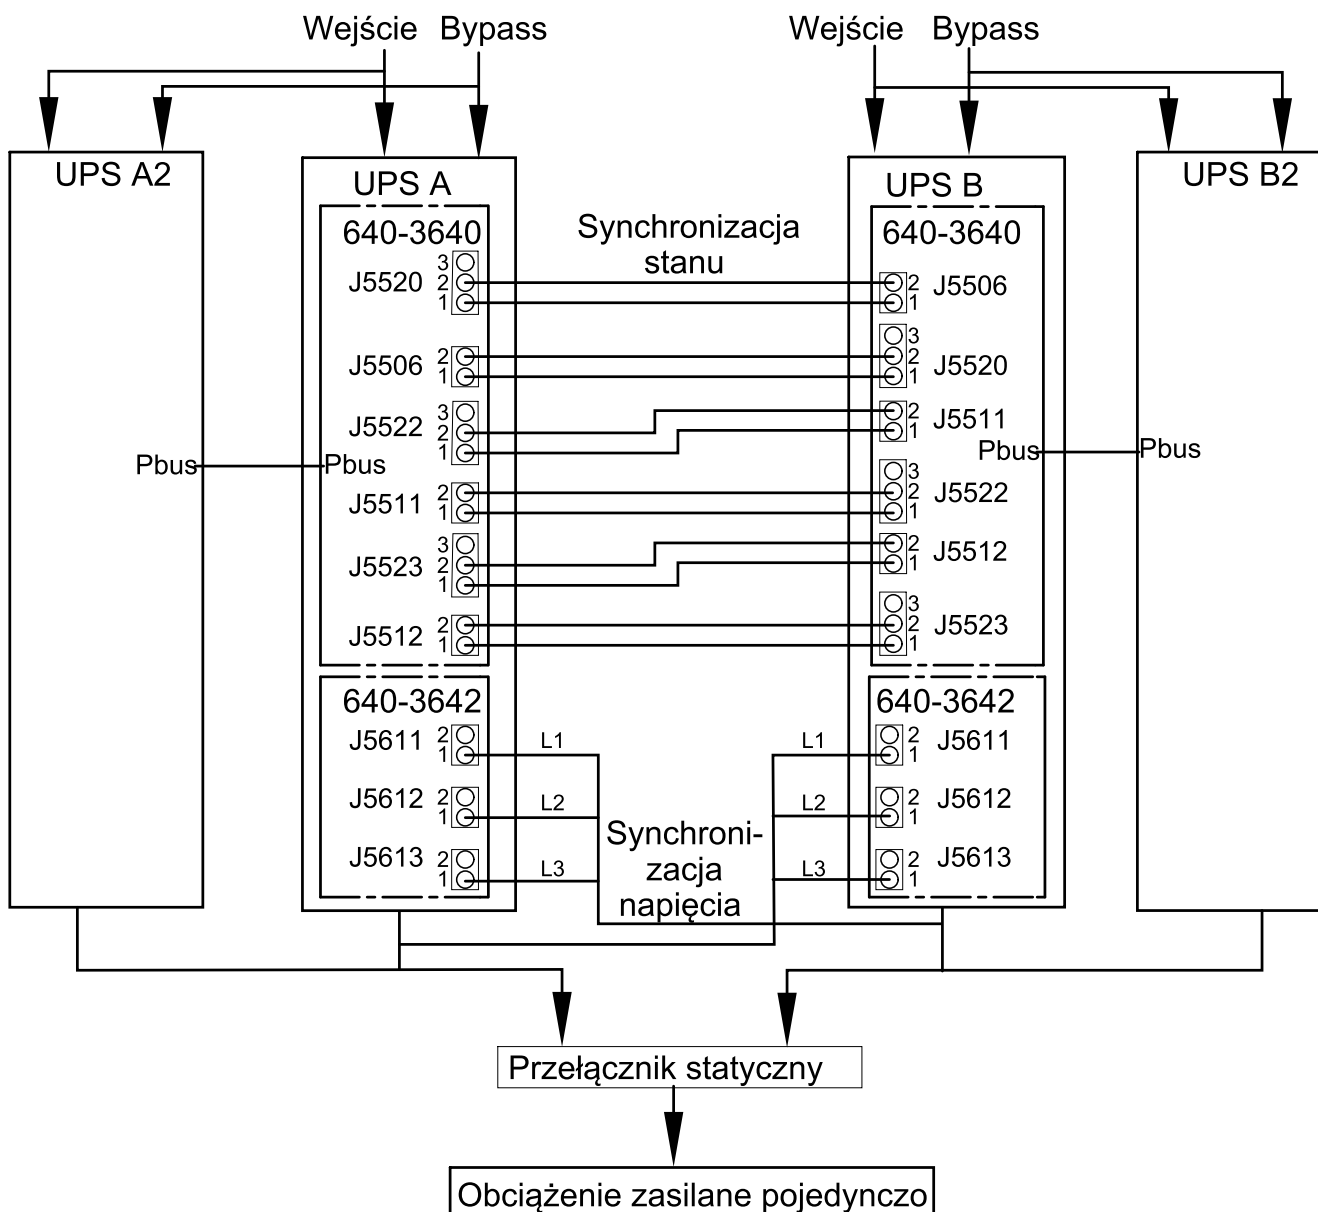 Wejście Bypass
Wejście Bypass
UPS A2
UPS A
UPS B
UPS B2
640-3640
Synchronizacja
stanu
640-3640
J5520
3
2
1
2
1
J5506
J5506
2
1
3
2
1
J5520
J5522
3
2
1
2
1
J5511
Pbus
Pbus
Pbus
Pbus
J5511
2
1
3
2
1
J5522
J5523
3
2
1
2
1
J5512
J5512
2
1
3
2
1
J5523
640-3642
640-3642
J5611
2
1
L1
L1
2
1
J5611
J5612
2
1
L2
L2
2
1
J5612
J5613
2
1
L3
L3
2
1
J5613
Synchroni-
zacja
napięcia
Przełącznik statyczny
Obciążenie zasilane pojedynczo